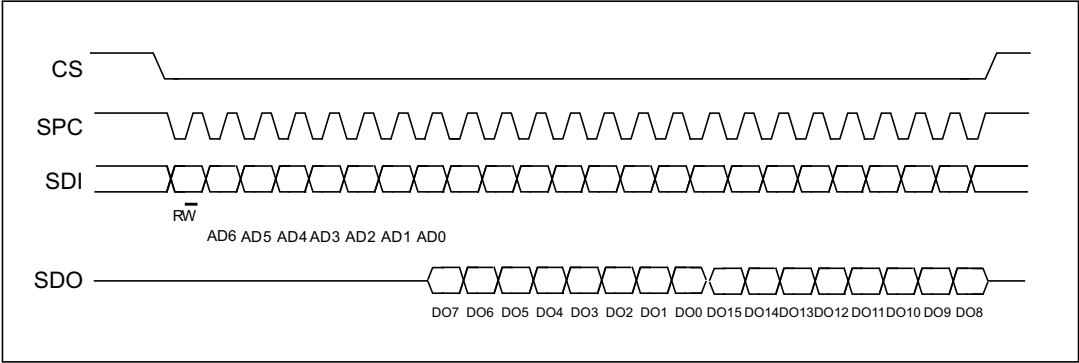 CS
SPC
SDI
RW
AD6 AD5 AD4 AD3 AD2 AD1 AD0
SDO
DO7 DO6 DO5 DO4 DO3 DO2 DO1 DO0 DO15 DO14 DO13 DO12 DO11 DO10 DO9 DO8